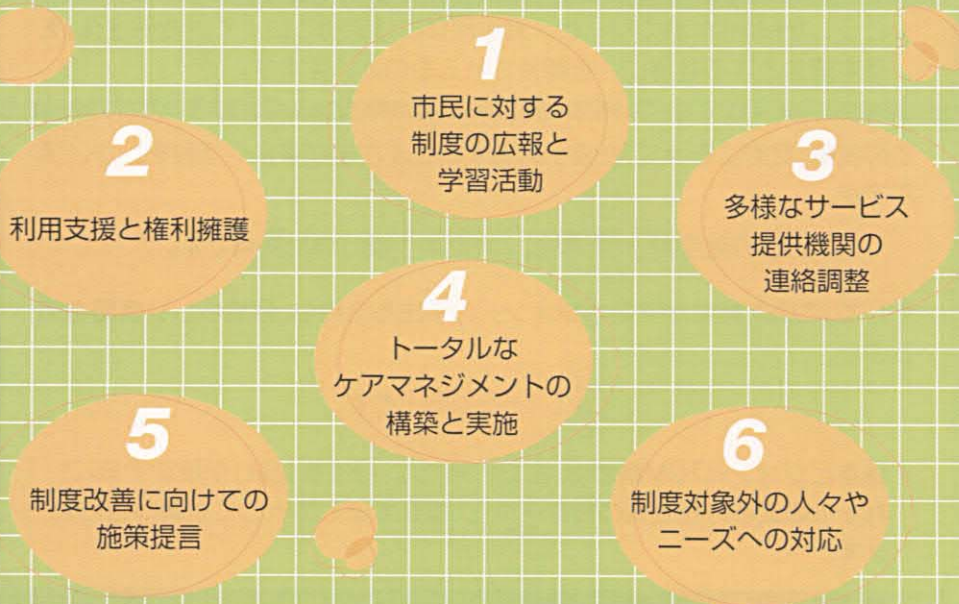 1
市民に対する
制度の広報と
学習活動
2
利用支援と権利擁護
3
多様なサービス
提供機関の
連絡調整
4
トータルな
ケアマネジメントの
構築と実施
5
制度改善に向けての
施策提言
6
制度対象外の人々や
ニーズへの対応